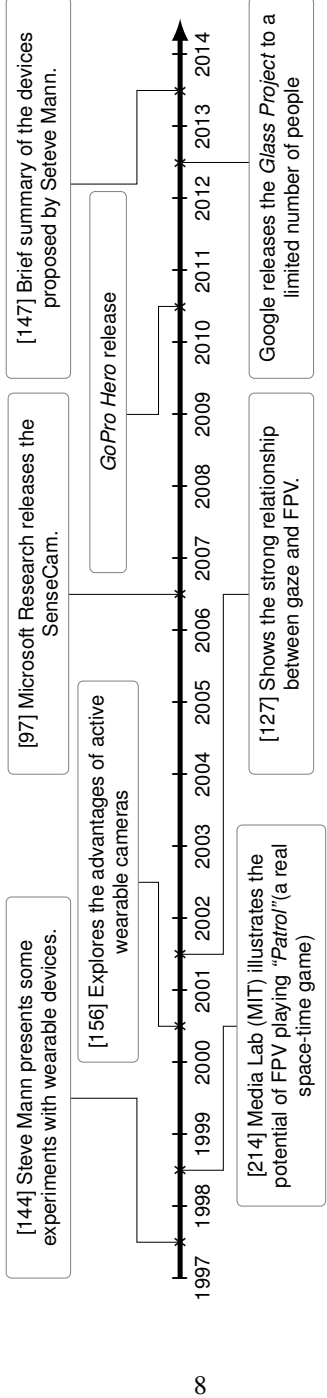 [144] Steve Mann presents some
experiments with wearable devices.
[156] Explores the advantages of active
wearable cameras
[97] Microsoft Research releases the
SenseCam.
GoPro Hero release
[147] Brief summary of the devices
proposed by Seteve Mann.
1997 1998 1999 2000 2001 2002 2003 2004 2005 2006 2007 2008 2009 2010 2011 2012 2013 2014
[214] Media Lab (MIT) illustrates the
potential of FPV playing “Patrol”(a real
space-time game)
[127] Shows the strong relationship
between gaze and FPV.
Google releases the Glass Project to a
limited number of people
8